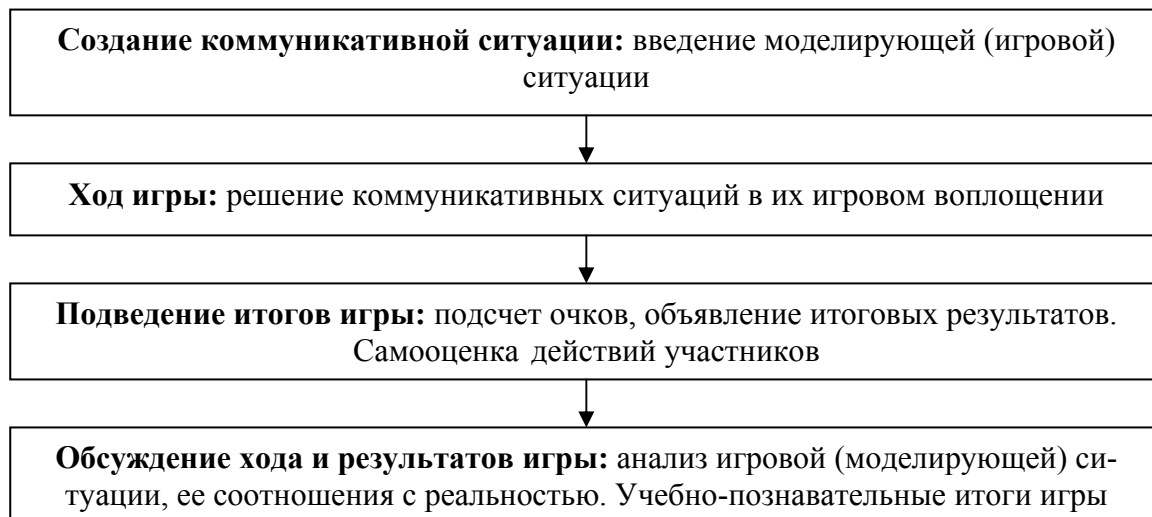 Создание коммуникативной ситуации: введение моделирующей (игровой)
ситуации
Ход игры: решение коммуникативных ситуаций в их игровом воплощении
Подведение итогов игры: подсчет очков, объявление итоговых результатов.
Самооценка действий участников
Обсуждение хода и результатов игры: анализ игровой (моделирующей) си-
туации, ее соотношения с реальностью. Учебно-познавательные итоги игры